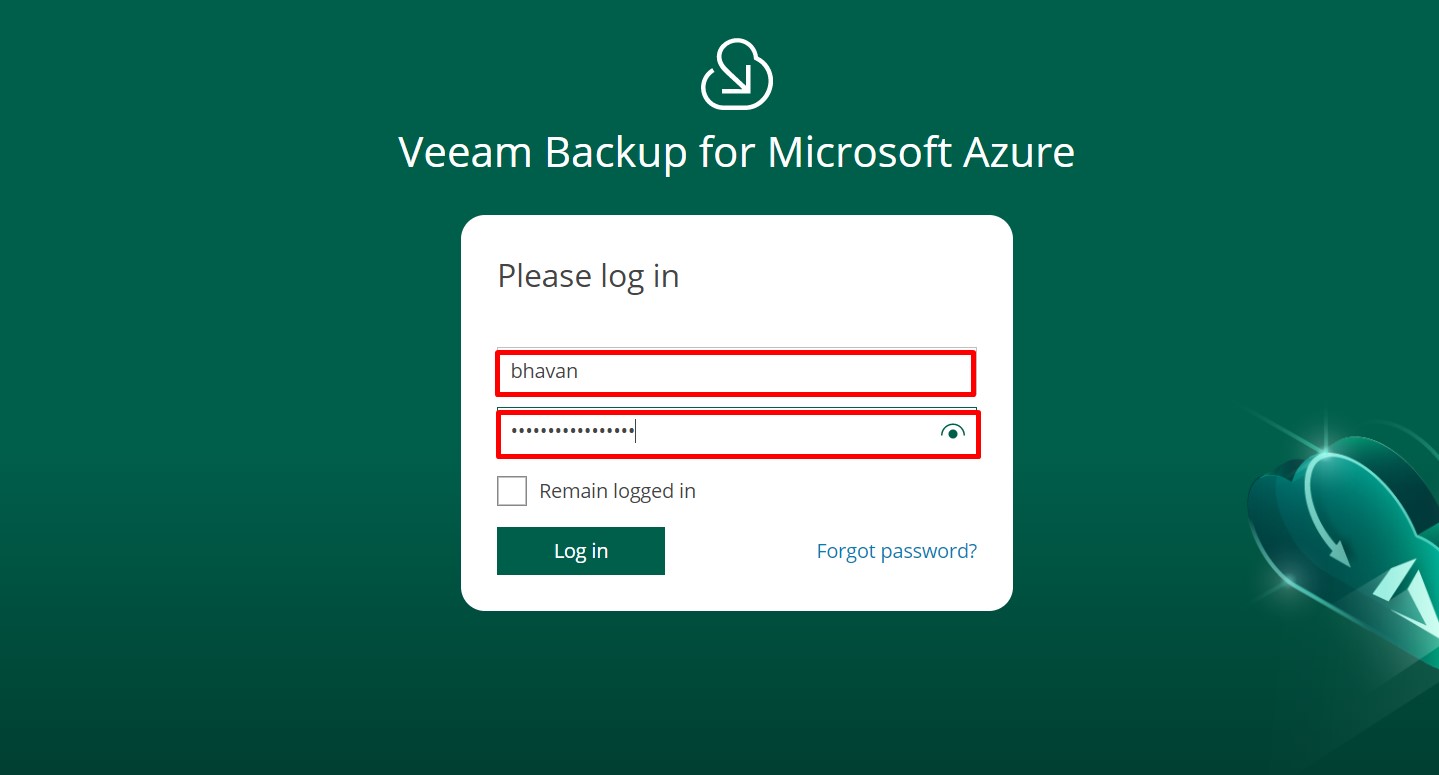 Veeam Backup for Microsoft Azure
Please log in
bhavan
•••••••••••••••••
Remain logged in
Log in
Forgot password?